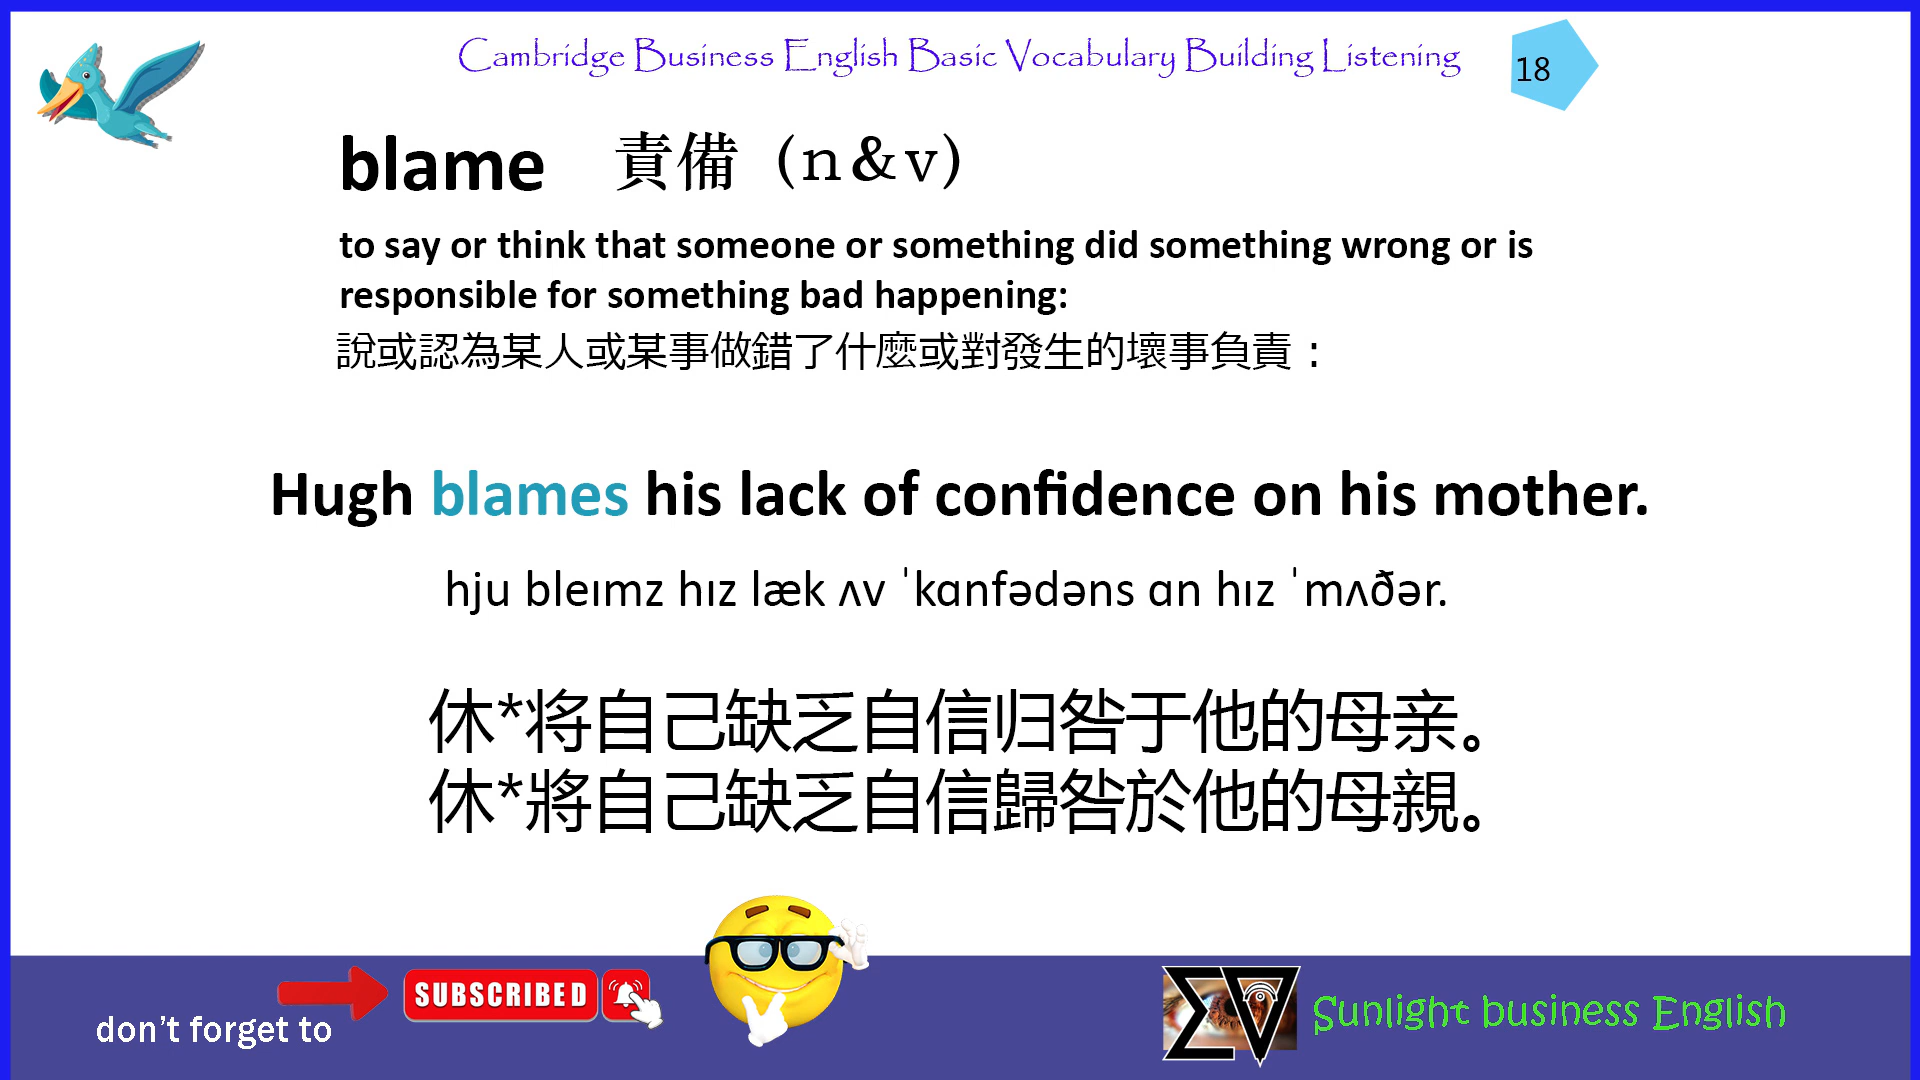 Cambridge Business English Basic Vocabulary Building Listening
18
blame 責備 (n&v)
to say or think that someone or something did something wrong or is
responsible for something bad happening:
說或認為某人或某事做錯了什麼或對發生的壞事負責：
Hugh blames his lack of confidence on his mother.
hju bleɪmz hɪz læk ʌv ˈkɑnfədəns ɑn hɪz ˈmʌðər.
休*将自己缺乏自信归咎于他的母亲。
休*將自己缺乏自信歸咎於他的母親。
don't forget to
SUBSCRIBED
Sunlight business English